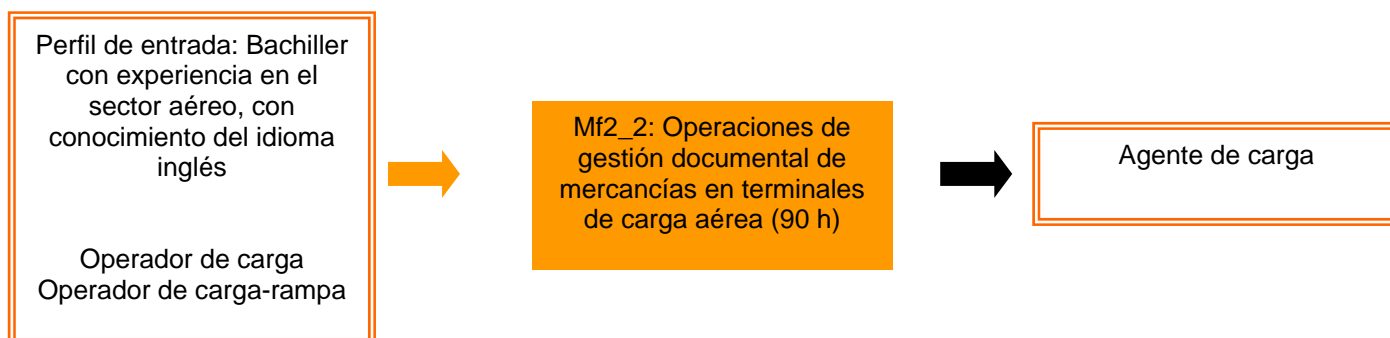 Perfil de entrada: Bachiller
con experiencia en el
sector aéreo, con
conocimiento del idioma
inglés
Operador de carga
Operador de carga-rampa
Mf2_2: Operaciones de
gestión documental de
mercancías en terminales
de carga aérea (90 h)
Agente de carga